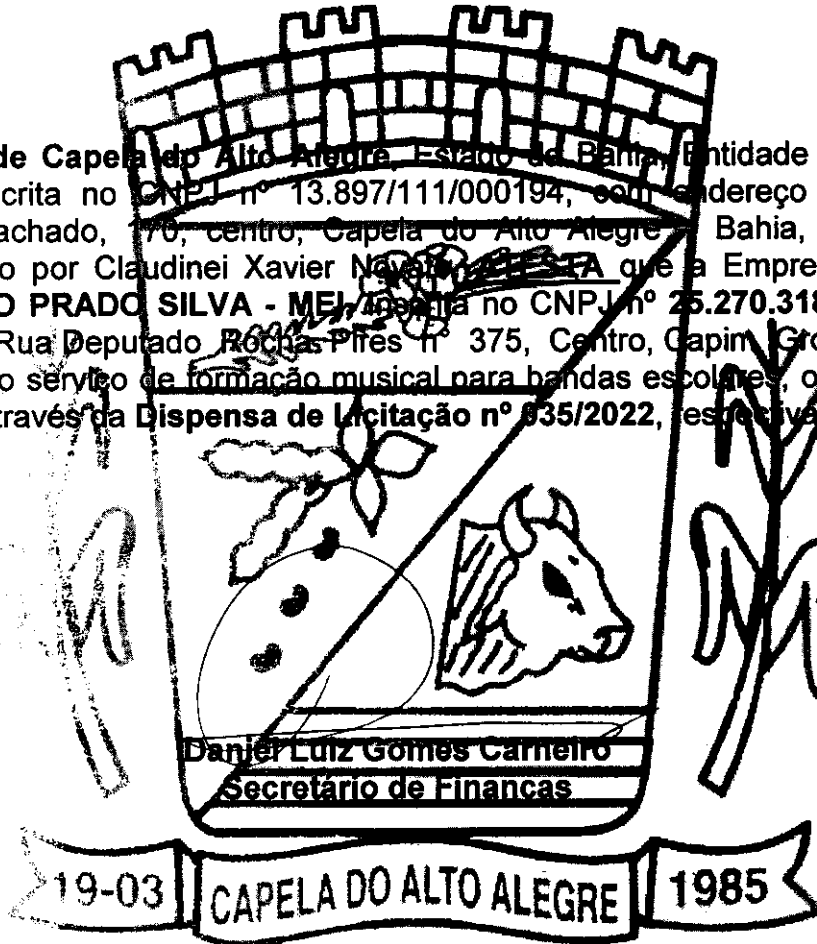 de Capela do Alto Alegre, Estado de Bahia, Entidade
crita no CNPJ nº 13.897/111/000194, com endereço
achado, 170, centro, Capela do Alto Alegre - Bahia,
o por Claudinei Xavier Novato, ATESTA que a Empre
O PRADO SILVA - MEI, inscrita no CNPJ nº 25.270.318
Rua Deputado Rocha Pires nº 375, Centro, Capim Gro
o serviço de formação musical para bandas escolares, o
través da Dispensa de Licitação nº 035/2022, respectiva
Daniel Luiz Gomes Carneiro
Secretário de Finanças
19-03 CAPELA DO ALTO ALEGRE 1985